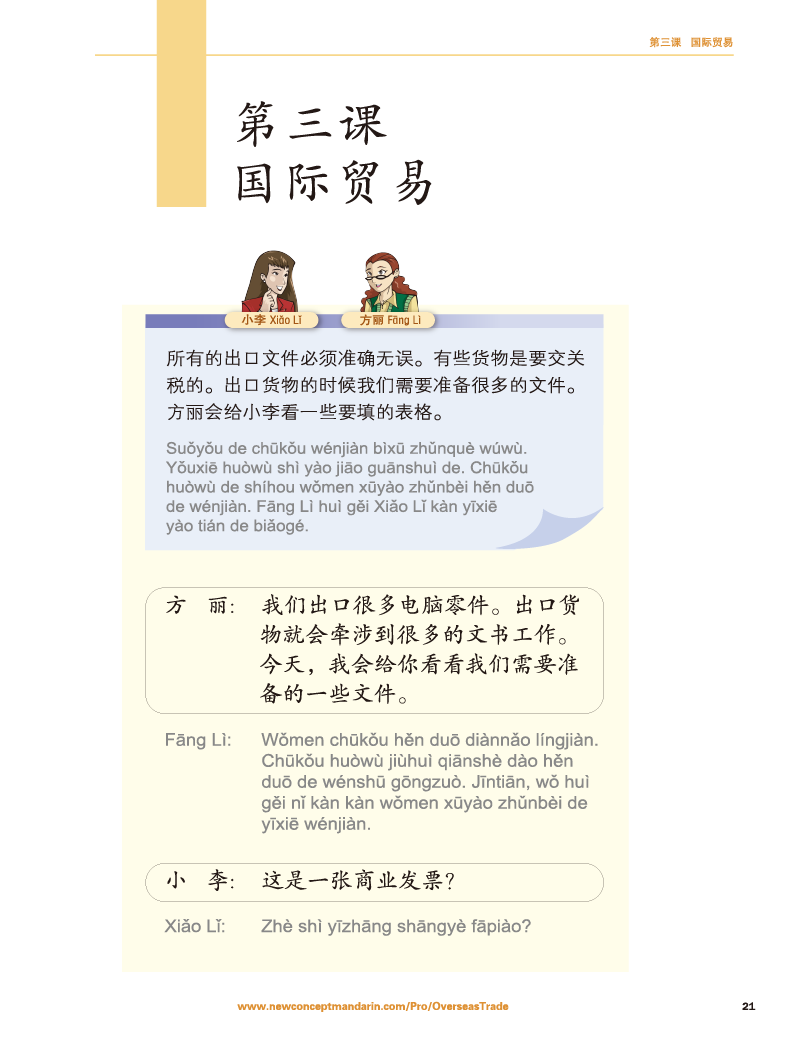 第三课 国际贸易
第三课
国际贸易
小李 Xiǎo Lǐ
方丽 Fāng Lì
所有的出口文件必须准确无误。有些货物是要交关
税的。出口货物的时候我们需要准备很多的文件。
方丽会给小李看一些要填的表格。
Suǒyǒu de chūkǒu wénjiàn bìxū zhǔnquè wúwù.
Yǒuxiē huòwù shì yào jiāo guānshuì de. Chūkǒu
huòwù de shíhou wǒmen xūyào zhǔnbèi hěn duō
de wénjiàn. Fāng Lì huì gěi Xiǎo Lǐ kàn yīxiē
yào tián de biǎogé.
方 丽: 我们出口很多电脑零件。出口货
物就会牵涉到很多的文书工作。
今天，我会给你看看我们需要准
备的一些文件。
Fāng Lì: Wǒmen chūkǒu hěn duō diànnǎo língjiàn.
Chūkǒu huòwù jiùhuì qiānshè dào hěn
duō de wénshū gōngzuò. Jīntiān, wǒ huì
gěi nǐ kàn kàn wǒmen xūyào zhǔnbèi de
yīxiē wénjiàn.
小 李: 这是一张商业发票？
Xiǎo Lǐ: Zhè shì yīzhāng shāngyè fāpiào?
www.newconceptmandarin.com/Pro/OverseasTrade
21